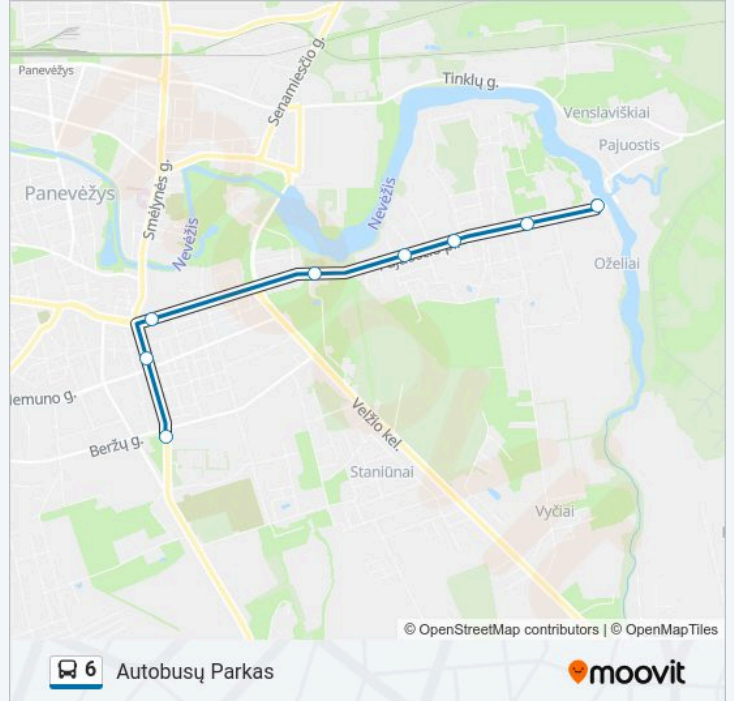 Senamiesčio g.
Panevėžys
Tinklų g.
Venslaviškiai
Pajuostis
Smėlynės g.
Panevėžys
Nevėžis
Nevėžis
Oželiai
Velžio kel.
Beržų g.
Staniūnai
Vyčiai
© OpenStreetMap contributors | © OpenMapTiles
6 Autobusų Parkas
moovit